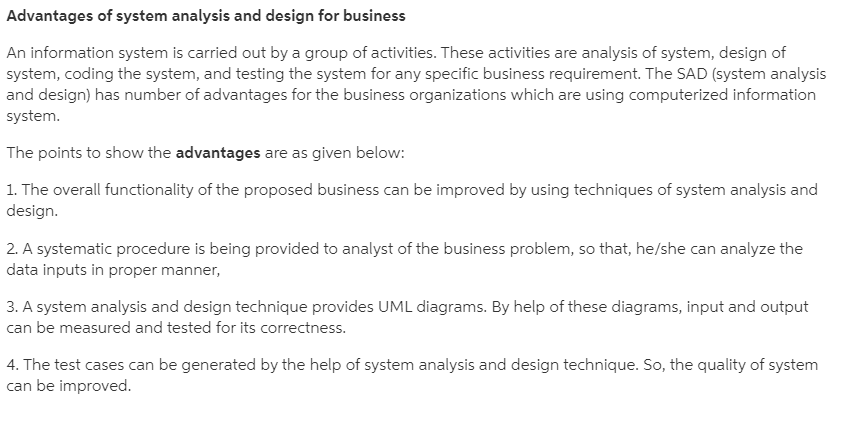 Advantages of system analysis and design for business
An information system is carried out by a group of activities. These activities are analysis of system, design of
system, coding the system, and testing the system for any specific business requirement. The SAD (system analysis
and design) has number of advantages for the business organizations which are using computerized information
system.
The points to show the advantages are as given below:
1. The overall functionality of the proposed business can be improved by using techniques of system analysis and
design.
2. A systematic procedure is being provided to analyst of the business problem, so that, he/she can analyze the
data inputs in proper manner,
3. A system analysis and design technique provides UML diagrams. By help of these diagrams, input and output
can be measured and tested for its correctness.
4. The test cases can be generated by the help of system analysis and design technique. So, the quality of system
can be improved.